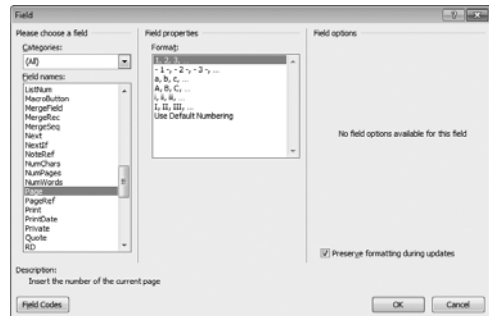 Field
Please choose a field
Categories:
(All)
Field names:
ListNum
MacroButton
MergeField
MergeRec
MergeSeq
Next
NextIf
NoteRef
NumChars
NumPages
NumWords
Page
PageRef
Print
PrintDate
Private
Quote
RD
Field properties
Format:
1, 2, 3, ...
- 1 -, - 2 -, - 3 -, ...
a, b, c, ...
A, B, C, ...
i, ii, iii, ...
I, II, III, ...
Use Default Numbering
Field options
No field options available for this field
Preserve formatting during updates
Description:
Insert the number of the current page
Field Codes
OK
Cancel